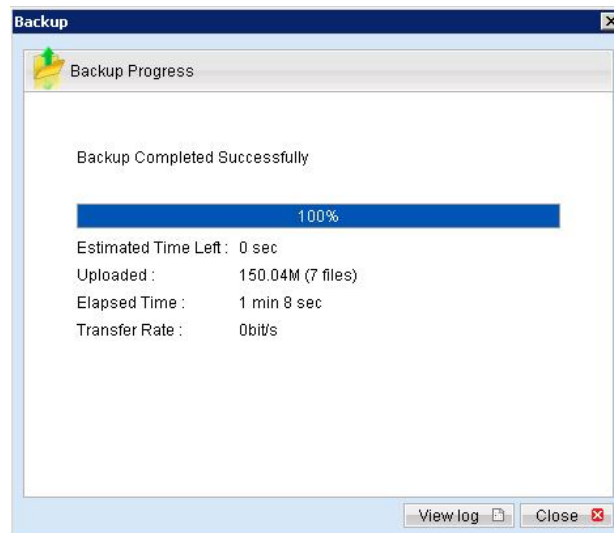 Backup
Backup Progress
Backup Completed Successfully
100%
Estimated Time Left : 0 sec
Uploaded : 150.04M (7 files)
Elapsed Time : 1 min 8 sec
Transfer Rate : 0bit/s
View log Close